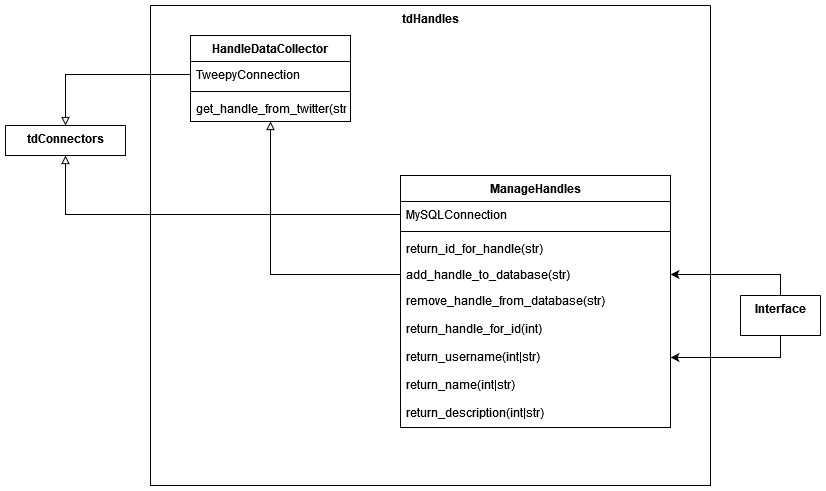 tdHandles
HandleDataCollector
TweepyConnection
get_handle_from_twitter(str
tdConnectors
ManageHandles
MySQLConnection
return_id_for_handle(str)
add_handle_to_database(str)
remove_handle_from_database(str)
return_handle_for_id(int)
return_username(int|str)
return_name(int|str)
return_description(int|str)
Interface